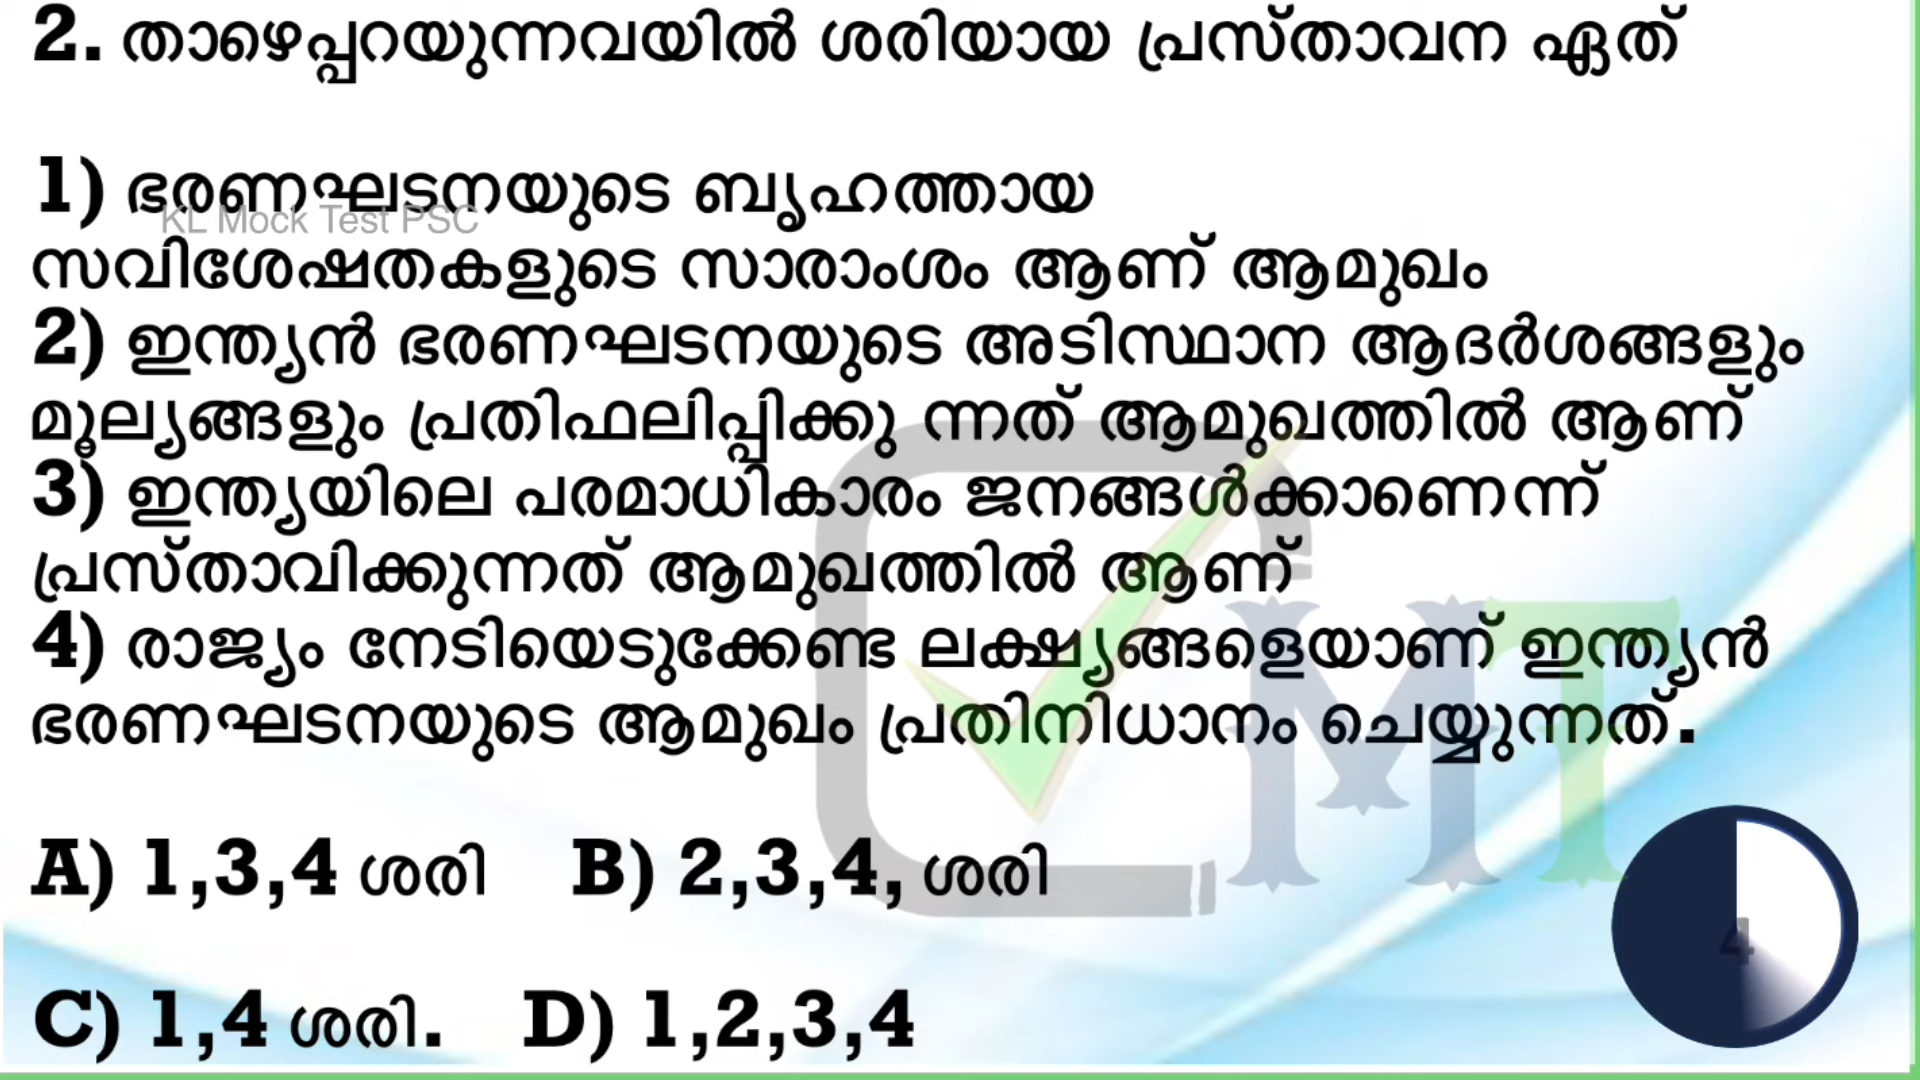 2. താഴെപ്പറയുന്നവയിൽ ശരിയായ പ്രസ്താവന ഏത്
1) ഭരണഘടനയുടെ ബൃഹത്തായ
KL Mock Test PSC
സവിശേഷതകളുടെ സാരാംശം ആണ് ആമുഖം
2) ഇന്ത്യൻ ഭരണഘടനയുടെ അടിസ്ഥാന ആദർശങ്ങളും
മൂല്യങ്ങളും പ്രതിഫലിപ്പിക്കു ന്നത് ആമുഖത്തിൽ ആണ്
3) ഇന്ത്യയിലെ പരമാധികാരം ജനങ്ങൾക്കാണെന്ന്
പ്രസ്താവിക്കുന്നത് ആമുഖത്തിൽ ആണ്
4) രാജ്യം നേടിയെടുക്കേണ്ട ലക്ഷ്യങ്ങളെയാണ് ഇന്ത്യൻ
ഭരണഘടനയുടെ ആമുഖം പ്രതിനിധാനം ചെയ്യുന്നത്.
MT
A) 1,3,4 ശരി B) 2,3,4, ശരി
4
C) 1,4 ശരി. D) 1,2,3,4